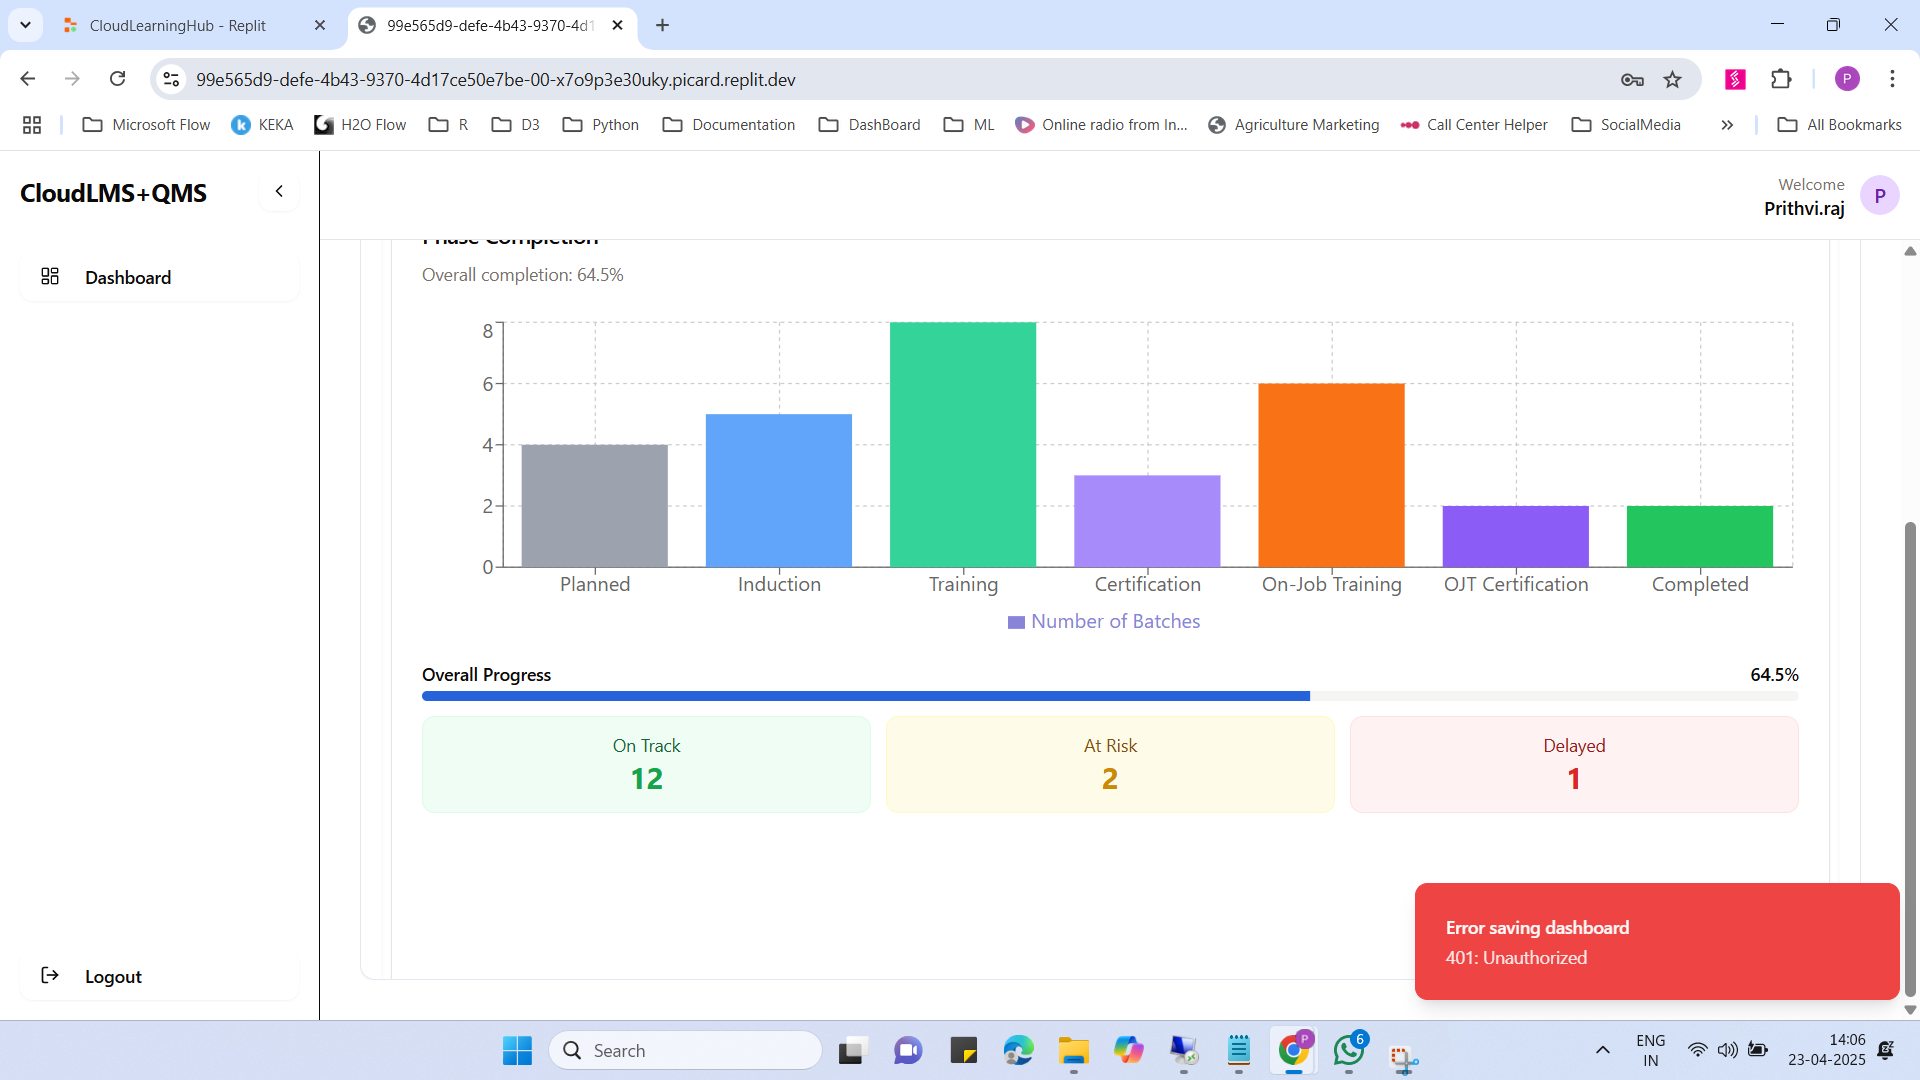 CloudLearningHub - Replit
99e565d9-defe-4b43-9370-4d1
99e565d9-defe-4b43-9370-4d17ce50e7be-00-x7o9p3e30uky.picard.replit.dev
P
Microsoft Flow
KEKA
H2O Flow
R
D3
Python
Documentation
DashBoard
ML
Online radio from In...
Agriculture Marketing
Call Center Helper
SocialMedia
All Bookmarks
CloudLMS+QMS
Welcome
Prithvi.raj
P
Dashboard
Phase Completion
Overall completion: 64.5%
8
6
4
2
0
Planned
Induction
Training
Certification
On-Job Training
OJT Certification
Completed
Number of Batches
Overall Progress
64.5%
On Track
12
At Risk
2
Delayed
1
Error saving dashboard
401: Unauthorized
Logout
Search
P
6
ENG
IN
14:06
23-04-2025